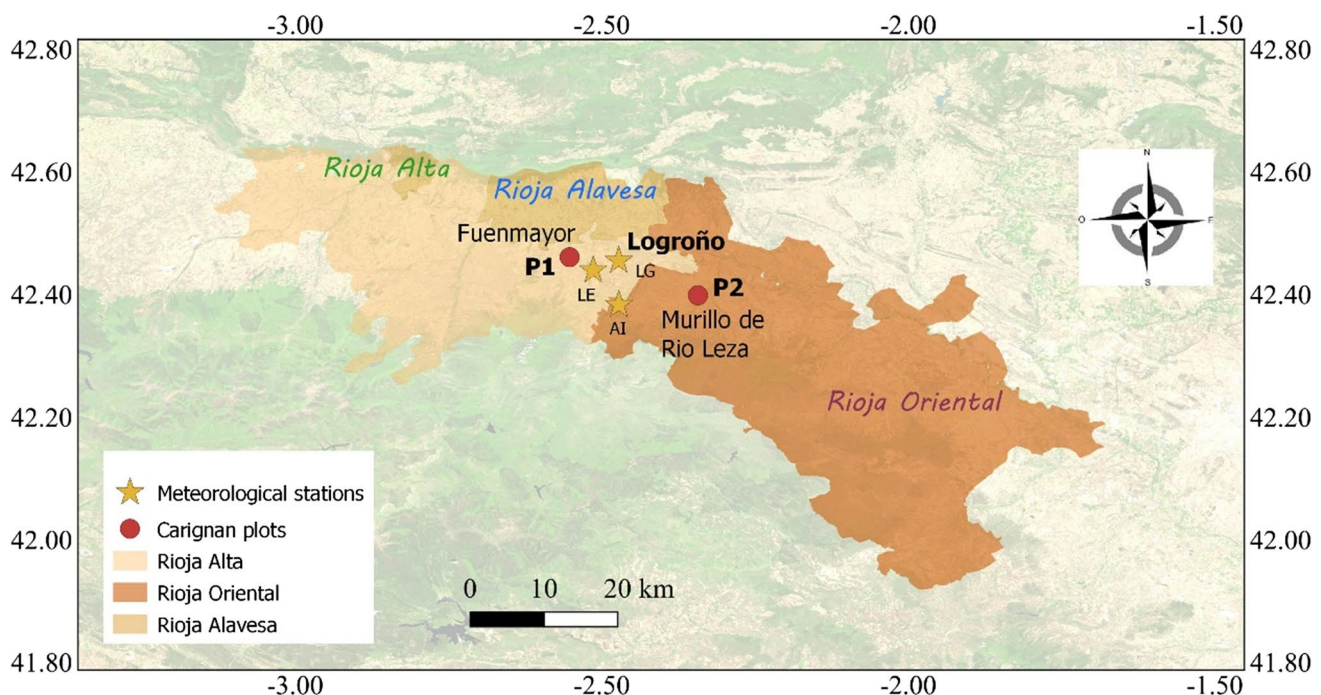 -3.00 -2.50 -2.00 -1.50
42.80 42.80
N
42.60 Rioja Alta 42.60
Rioja Alavesa
O
Fuenmayor
Logroño
P1
LG
S
42.40 LE P2 42.40
AI
Murillo de
Rio Leza
Rioja Oriental
42.20 42.20
Meteorological stations
Carignan plots
42.00 42.00
Rioja Alta
0 10 20 km
Rioja Oriental
Rioja Alavesa
41.80 41.80
-3.00 -2.50 -2.00 -1.50